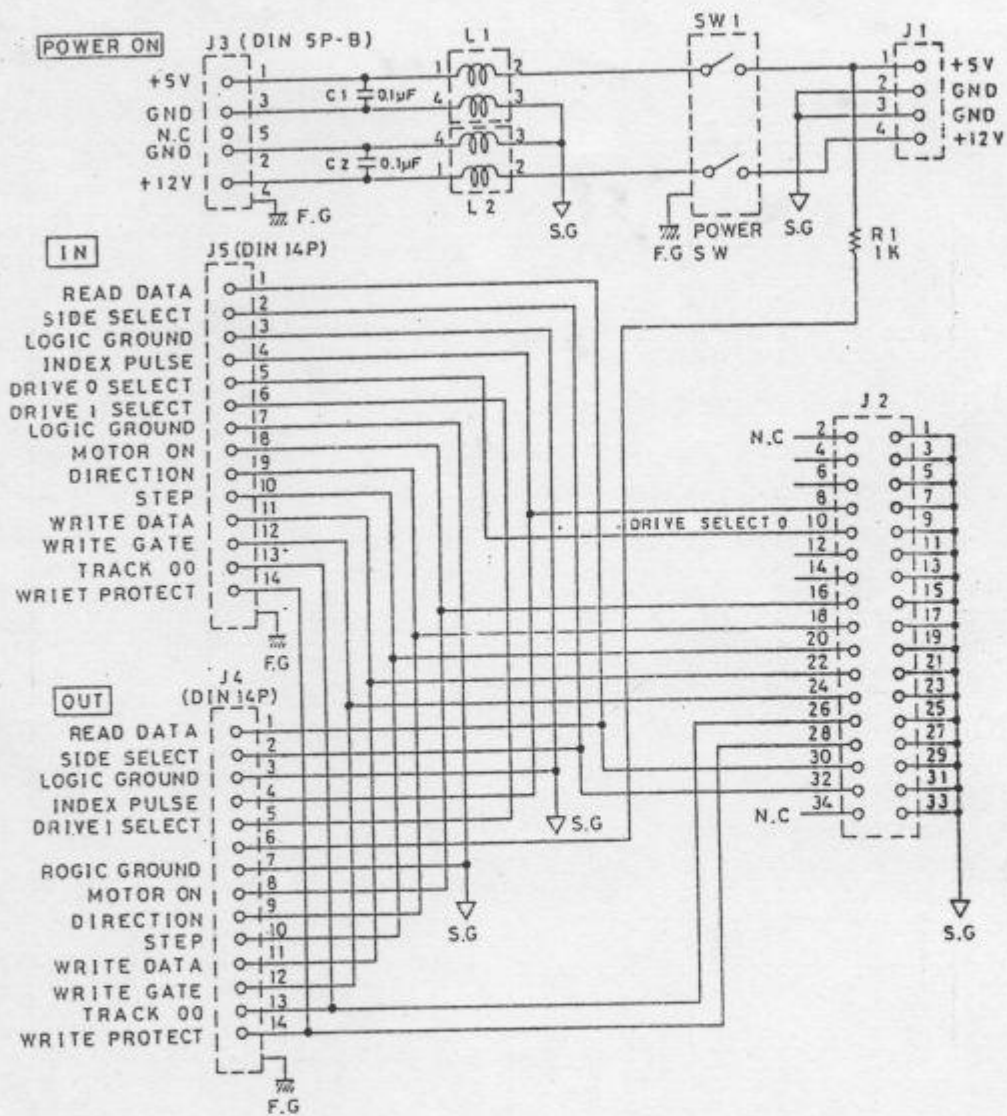 POWER ON
J3 (DIN 5P-B)
+5V 1
GND 3
N.C 5
GND 2
+12V 4
F.G
C1 0.1µF
C2 0.1µF
L1
1 2
4 3
4 3
1 2
L2
S.G
SW1
F.G
POWER
SW
J1
1 +5V
2 GND
3 GND
4 +12V
S.G
R1
1K
IN
J5 (DIN 14P)
READ DATA 1
SIDE SELECT 2
LOGIC GROUND 3
INDEX PULSE 4
DRIVE 0 SELECT 5
DRIVE 1 SELECT 6
LOGIC GROUND 7
MOTOR ON 8
DIRECTION 9
STEP 10
WRITE DATA 11
WRITE GATE 12
TRACK 00 13
WRIET PROTECT 14
F.G
J2
N.C 2 1
4 3
6 5
8 7
DRIVE SELECT 0 10 9
12 11
14 13
16 15
18 17
20 19
22 21
24 23
26 25
28 27
30 29
32 31
N.C 34 33
S.G
OUT
J4
(DIN 14P)
READ DATA 1
SIDE SELECT 2
LOGIC GROUND 3
INDEX PULSE 4
DRIVE 1 SELECT 5
6
ROGIC GROUND 7
MOTOR ON 8
DIRECTION 9
STEP 10
WRITE DATA 11
WRITE GATE 12
TRACK 00 13
WRITE PROTECT 14
F.G
S.G
S.G